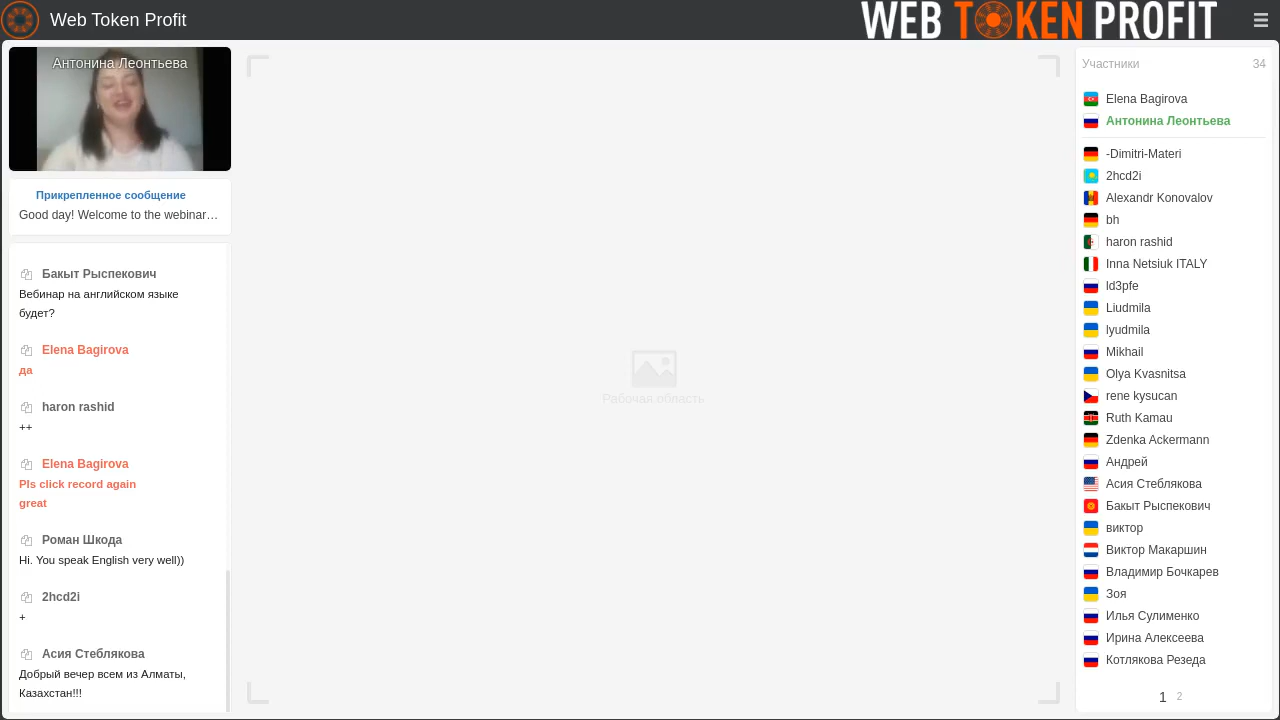 Web Token Profit
WEB TOKEN PROFIT
Антонина Леонтьева
Прикрепленное сообщение
Good day! Welcome to the webinar…
Бакыт Рыспекович
Вебинар на английском языке
будет?
Elena Bagirova
да
haron rashid
++
Elena Bagirova
Pls click record again
great
Роман Шкода
Hi. You speak English very well))
2hcd2i
+
Асия Стеблякова
Добрый вечер всем из Алматы,
Казахстан!!!
Рабочая область
Участники 34
Elena Bagirova
Антонина Леонтьева
-Dimitri-Materi
2hcd2i
Alexandr Konovalov
bh
haron rashid
Inna Netsiuk ITALY
ld3pfe
Liudmila
lyudmila
Mikhail
Olya Kvasnitsa
rene kysucan
Ruth Kamau
Zdenka Ackermann
Андрей
Асия Стеблякова
Бакыт Рыспекович
виктор
Виктор Макаршин
Владимир Бочкарев
Зоя
Илья Сулименко
Ирина Алексеева
Котлякова Резеда
1 2